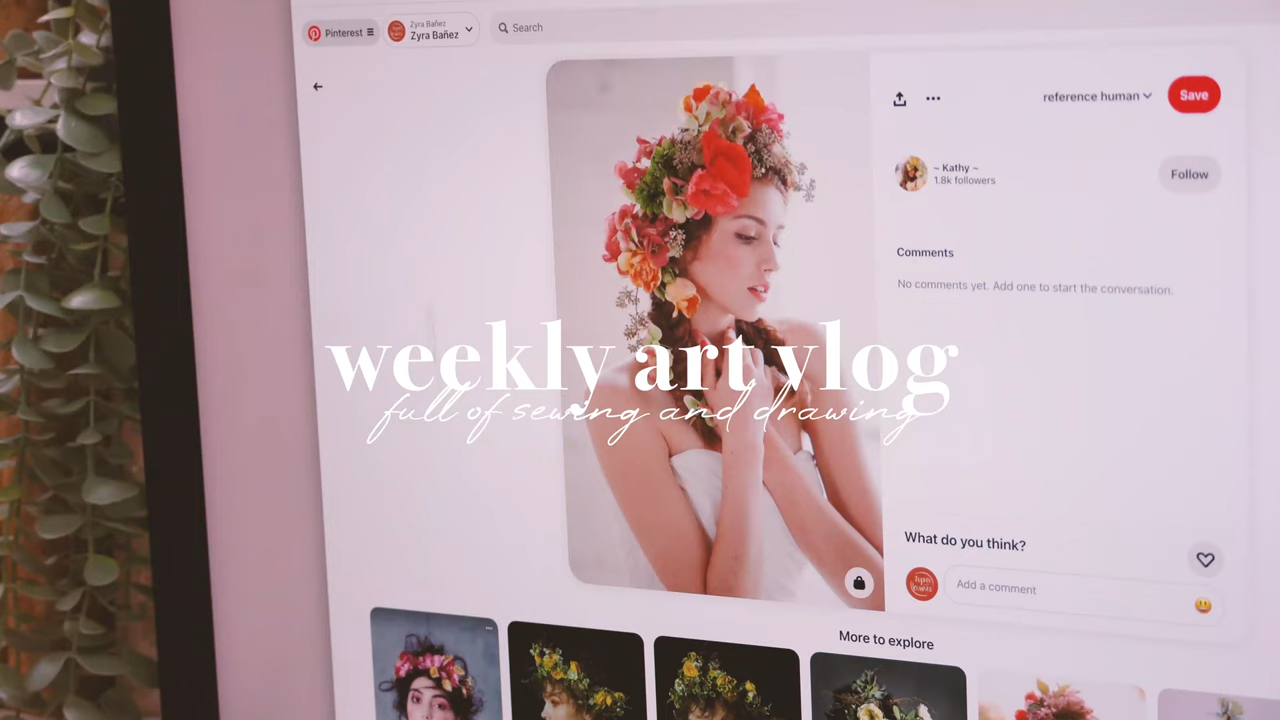 Pinterest
Zyra Bañez
Zyra Bañez
Search
reference human
Save
~ Kathy ~
1.8k followers
Follow
Comments
No comments yet. Add one to start the conversation.
weekly art vlog
full of sewing and drawing
What do you think?
Add a comment
More to explore